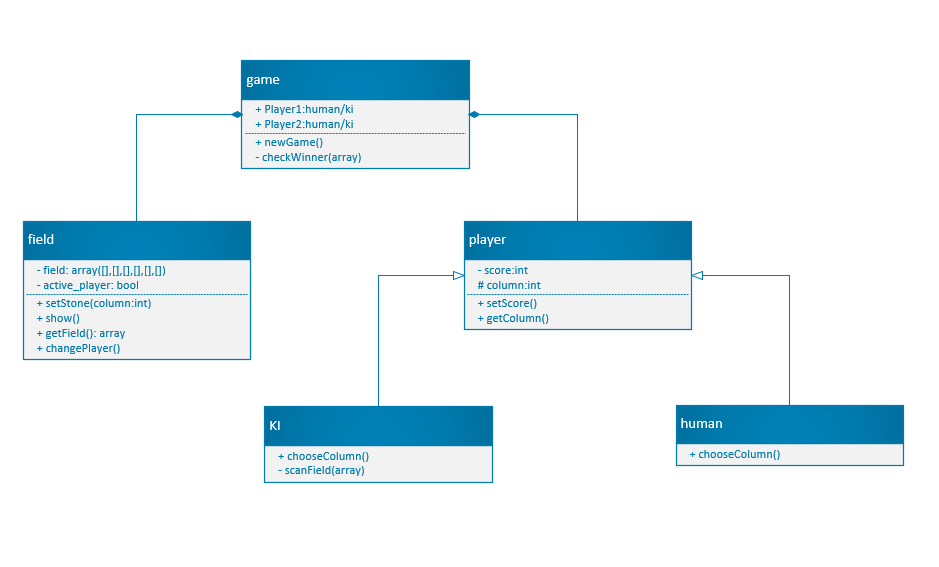 game
+ Player1:human/ki
+ Player2:human/ki
+ newGame()
- checkWinner(array)
field
- field: array([],[],[],[],[],[])
- active_player: bool
+ setStone(column:int)
+ show()
+ getField(): array
+ changePlayer()
player
- score:int
# column:int
+ setScore()
+ getColumn()
KI
+ chooseColumn()
- scanField(array)
human
+ chooseColumn()